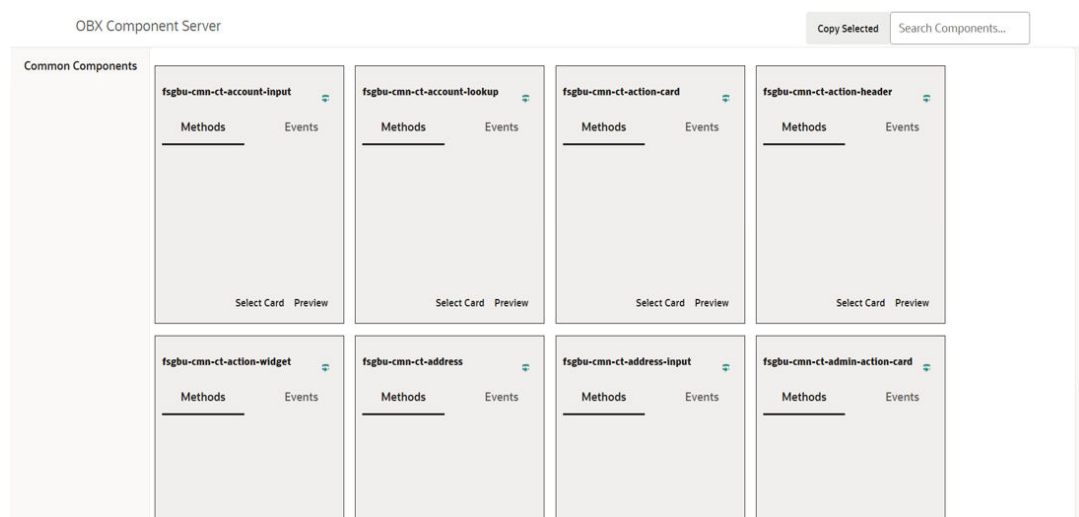 OBX Component Server
Copy Selected
Search Components...
Common Components
fsgbu-cmn-ct-account-input
fsgbu-cmn-ct-account-lookup
fsgbu-cmn-ct-action-card
fsgbu-cmn-ct-action-header
Methods Events
Methods Events
Methods Events
Methods Events
Select Card Preview
Select Card Preview
Select Card Preview
Select Card Preview
fsgbu-cmn-ct-action-widget
fsgbu-cmn-ct-address
fsgbu-cmn-ct-address-input
fsgbu-cmn-ct-admin-action-card
Methods Events
Methods Events
Methods Events
Methods Events